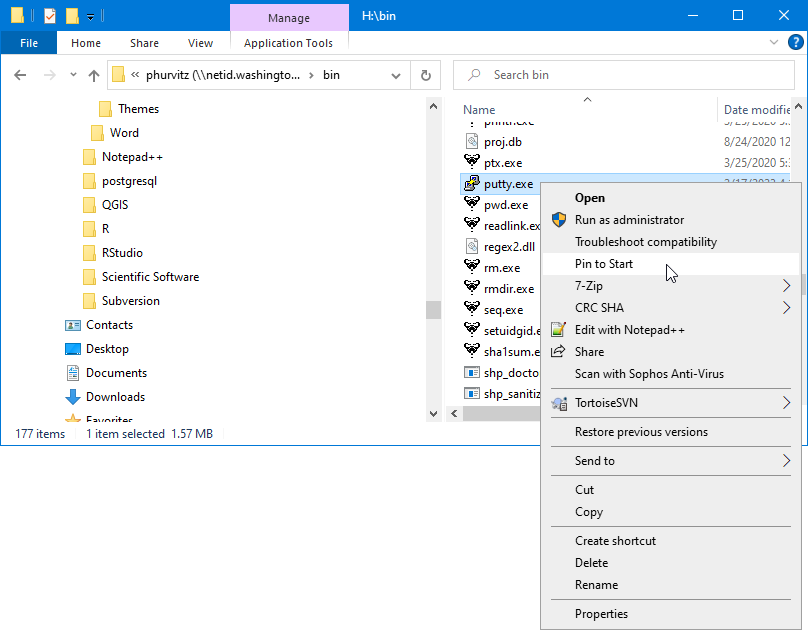 Manage
H:\bin
File
Home
Share
View
Application Tools
?
« phurvitz (\\netid.washingto... > bin
Search bin
Themes
Word
Notepad++
postgresql
QGIS
R
RStudio
Scientific Software
Subversion
Contacts
Desktop
Documents
Downloads
Favorites
Name
Date modifie
printf.exe
proj.db
8/24/2020 12
ptx.exe
3/25/2020 5:
putty.exe
pwd.exe
readlink.ex
regex2.dll
rm.exe
rmdir.exe
seq.exe
setuidgid.e
sha1sum.e
shp_docto
shp_sanitiz
177 items
1 item selected 1.57 MB
Open
Run as administrator
Troubleshoot compatibility
Pin to Start
7-Zip
CRC SHA
Edit with Notepad++
Share
Scan with Sophos Anti-Virus
TortoiseSVN
Restore previous versions
Send to
Cut
Copy
Create shortcut
Delete
Rename
Properties